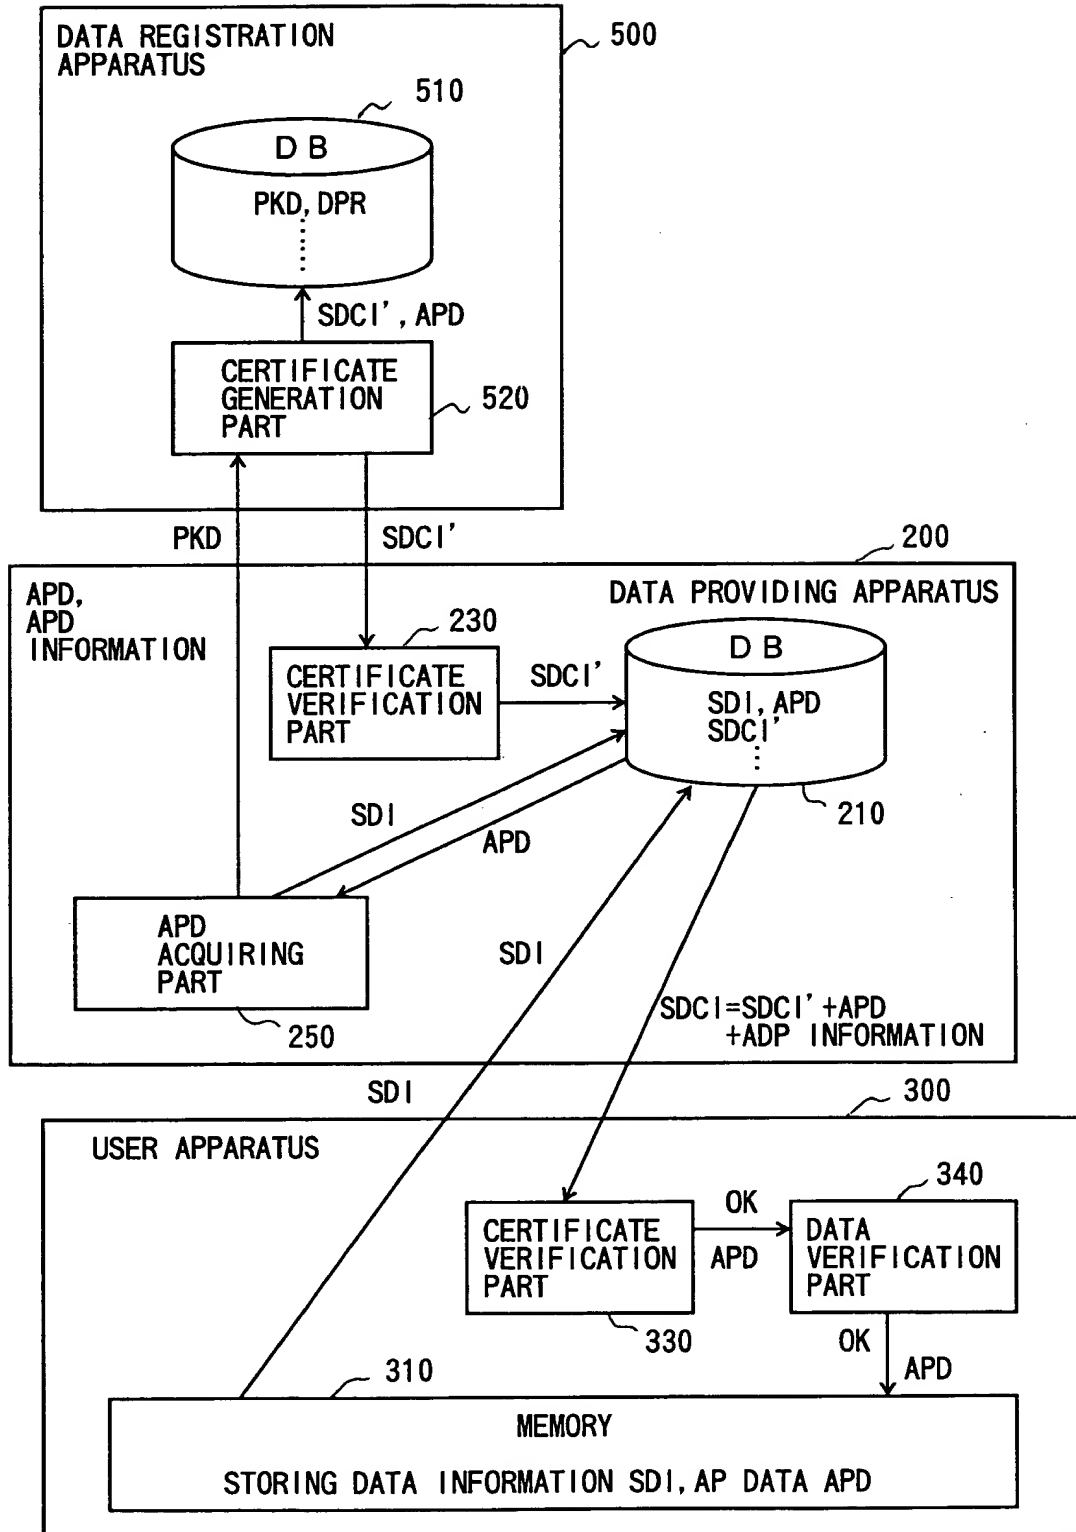 DATA REGISTRATION
APPARATUS
500
510
DB
PKD, DPR
SDCI', APD
CERTIFICATE
GENERATION
PART
520
PKD
SDCI'
200
APD,
APD
INFORMATION
DATA PROVIDING APPARATUS
230
DB
CERTIFICATE
VERIFICATION
PART
SDCI'
SDI, APD
SDCI'
210
SDI
APD
APD
ACQUIRING
PART
250
SDI
SDCI=SDCI'+APD
+ADP INFORMATION
SDI
300
USER APPARATUS
340
CERTIFICATE
VERIFICATION
PART
OK
APD
DATA
VERIFICATION
PART
330
OK
APD
310
MEMORY
STORING DATA INFORMATION SDI, AP DATA APD